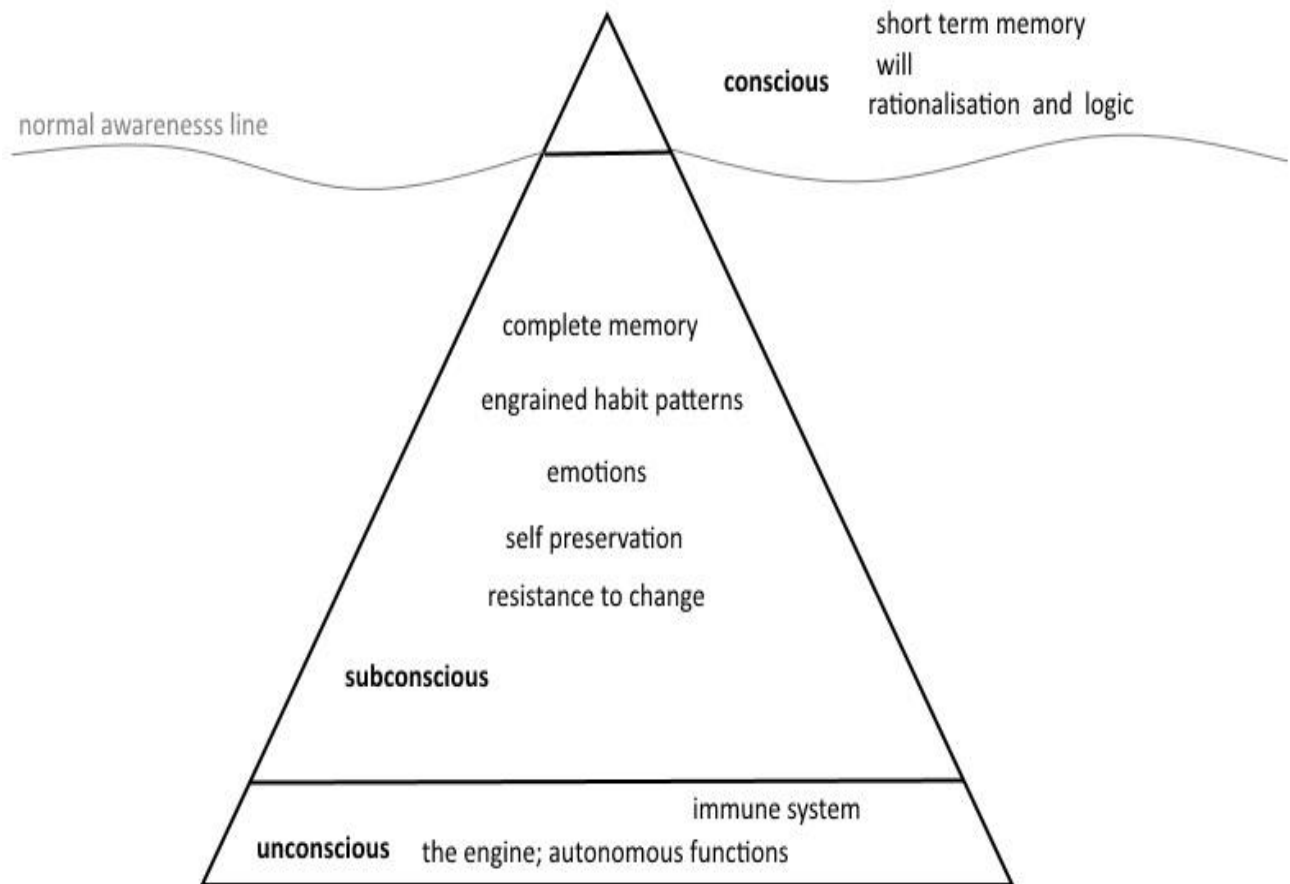 short term memory
conscious will
rationalisation and logic
normal awarenesss line
complete memory
engrained habit patterns
emotions
self preservation
resistance to change
subconscious
immune system
unconscious the engine; autonomous functions